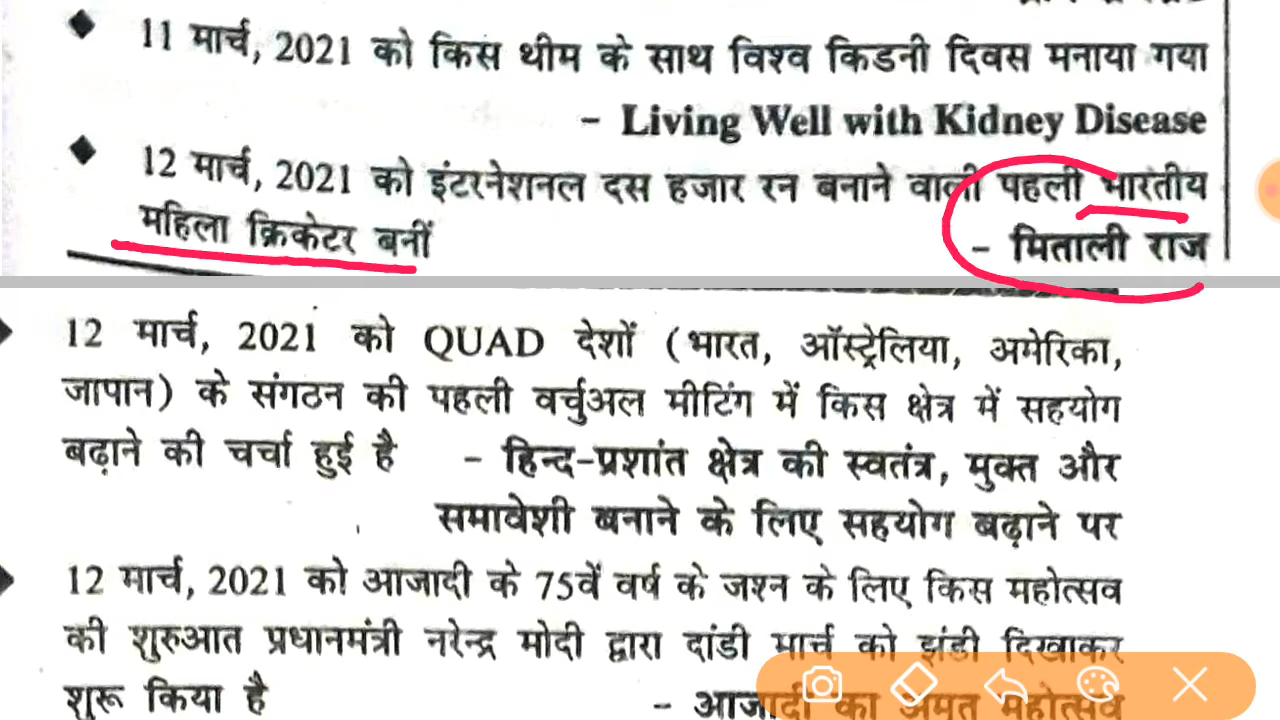 11 मार्च, 2021 को किस थीम के साथ विश्व किडनी दिवस मनाया गया
– Living Well with Kidney Disease
12 मार्च, 2021 को इंटरनेशनल दस हजार रन बनाने वाली पहली भारतीय
महिला क्रिकेटर बनीं
– मिताली राज
12 मार्च, 2021 को QUAD देशों (भारत, ऑस्ट्रेलिया, अमेरिका,
जापान) के संगठन की पहली वर्चुअल मीटिंग में किस क्षेत्र में सहयोग
बढ़ाने की चर्चा हुई है – हिन्द-प्रशांत क्षेत्र की स्वतंत्र, मुक्त और
समावेशी बनाने के लिए सहयोग बढ़ाने पर
12 मार्च, 2021 को आजादी के 75वें वर्ष के जश्न के लिए किस महोत्सव
की शुरुआत प्रधानमंत्री नरेन्द्र मोदी द्वारा दांडी मार्च को झंडी दिखाकर
शुरू किया है – आजादी का अमृत महोत्सव